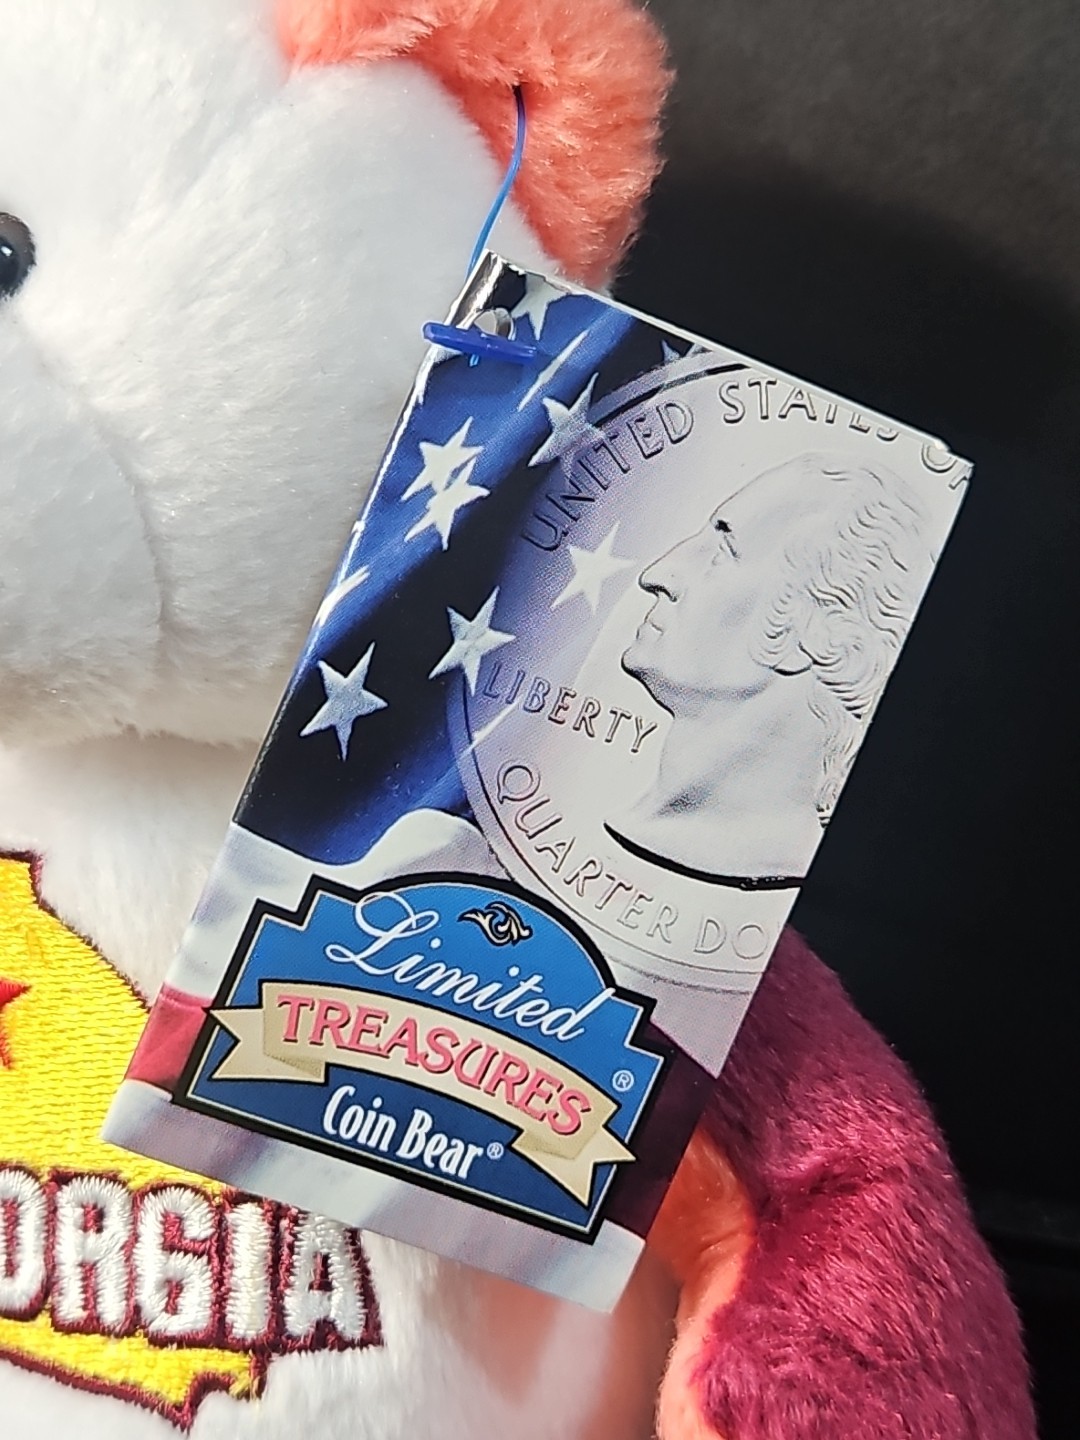 UNITED STATES
LIBERTY
QUARTER DO
Limited
TREASURES®
Coin Bear®
ORGIA